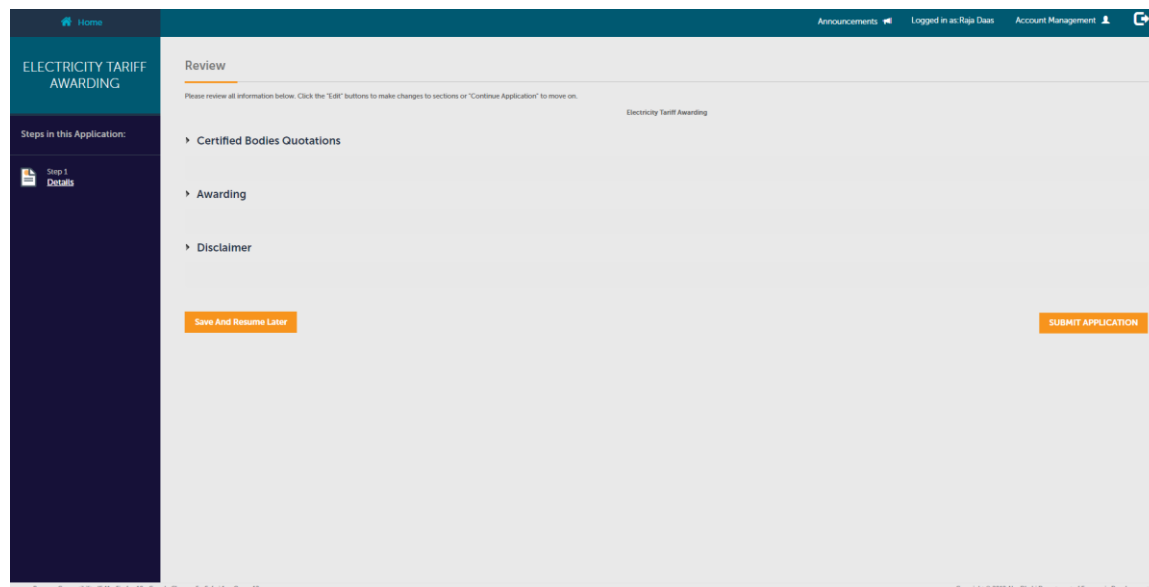 Home
Announcements
Logged in as:Raja Daas
Account Management
ELECTRICITY TARIFF
AWARDING
Steps in this Application:
Step 1
Details
Review
Please review all information below. Click the "Edit" buttons to make changes to sections or "Continue Application" to move on.
Electricity Tariff Awarding
Certified Bodies Quotations
Awarding
Disclaimer
Save And Resume Later
SUBMIT APPLICATION